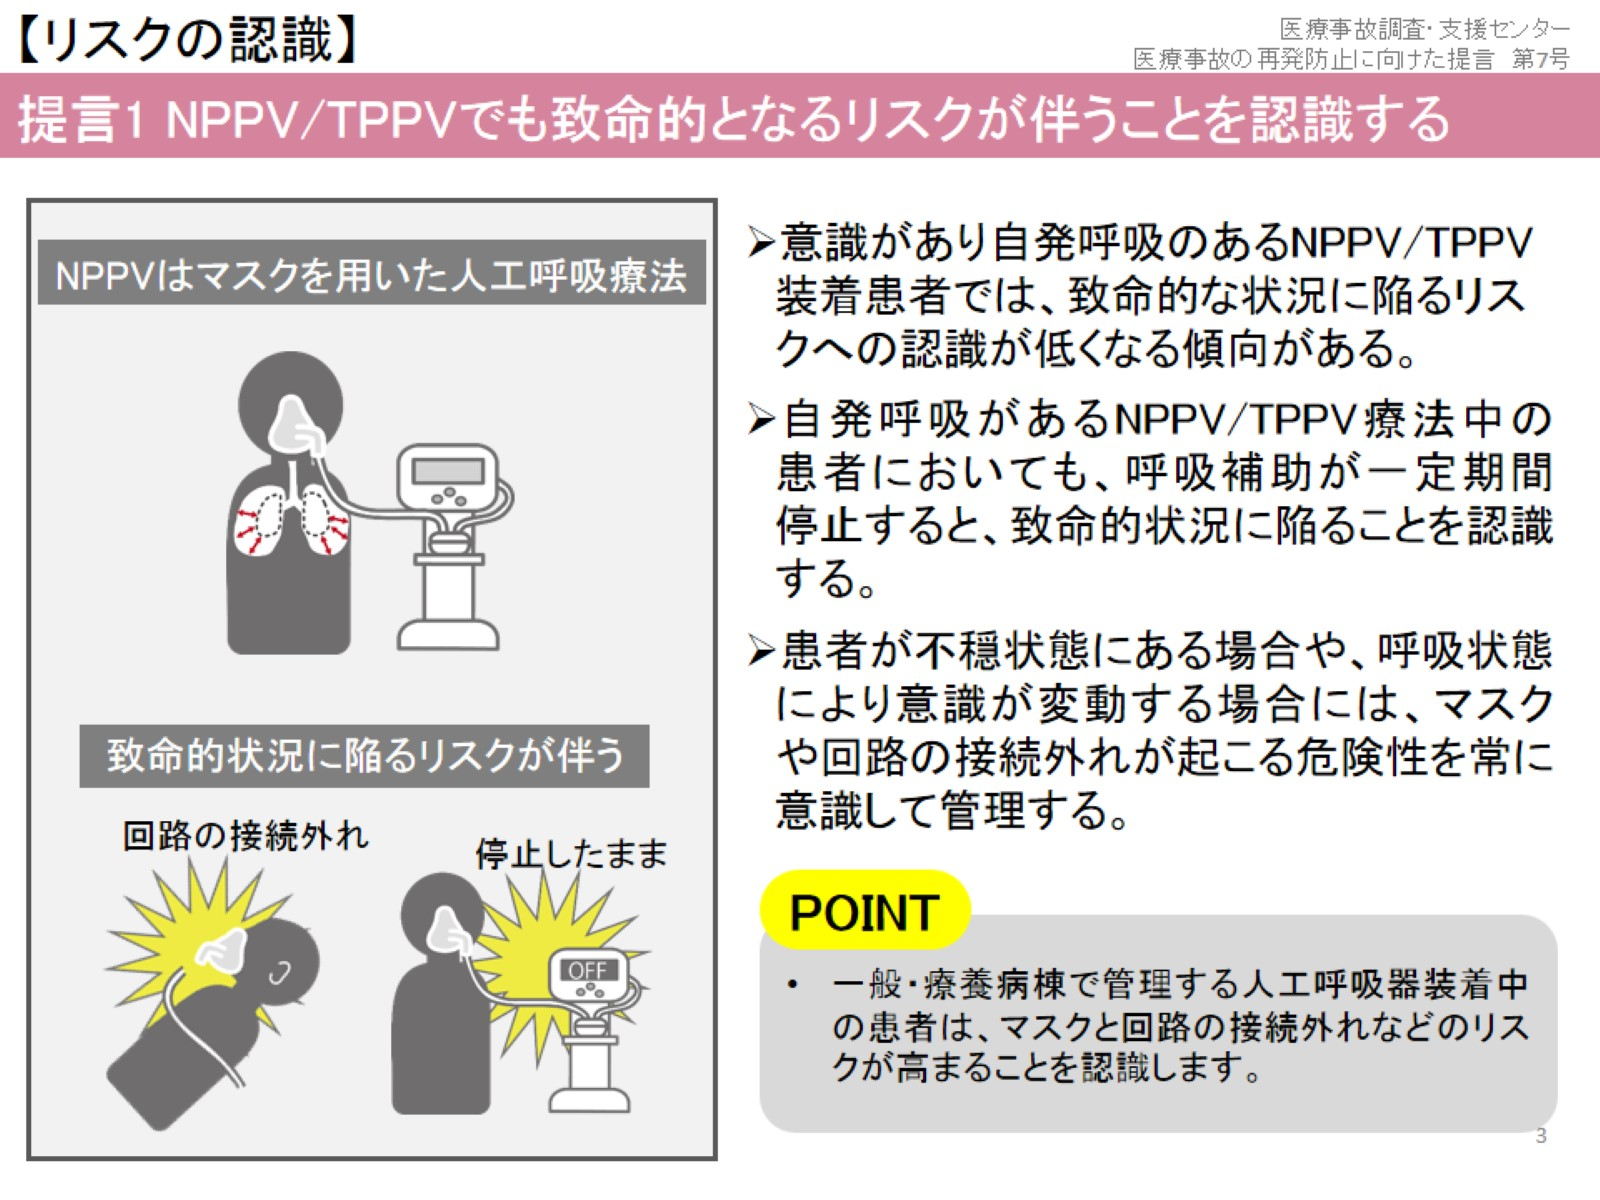 【リスクの認識】
医療事故調査・支援センター
医療事故の再発防止に向けた提言　第7号
提言1 NPPV/TPPVでも致命的となるリスクが伴うことを認識する
NPPVはマスクを用いた人工呼吸療法
致命的状況に陥るリスクが伴う
回路の接続外れ
停止したまま
OFF
➢意識があり自発呼吸のあるNPPV/TPPV
装着患者では、致命的な状況に陥るリス
クへの認識が低くなる傾向がある。
➢自発呼吸があるNPPV/TPPV療法中の
患者においても、呼吸補助が一定期間
停止すると、致命的状況に陥ることを認識
する。
➢患者が不穏状態にある場合や、呼吸状態
により意識が変動する場合には、マスク
や回路の接続外れが起こる危険性を常に
意識して管理する。
POINT
• 一般・療養病棟で管理する人工呼吸器装着中
の患者は、マスクと回路の接続外れなどのリス
クが高まることを認識します。
3